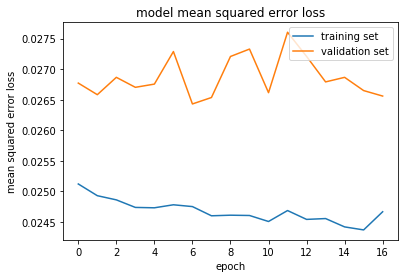 model mean squared error loss
training set
validation set
0.0275
0.0270
0.0265
0.0260
0.0255
0.0250
0.0245
mean squared error loss
0 2 4 6 8 10 12 14 16
epoch